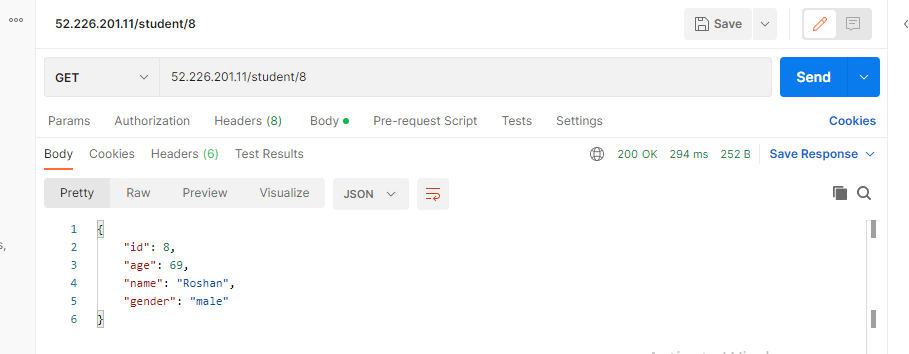 52.226.201.11/student/8 Save
GET 52.226.201.11/student/8 Send
Params Authorization Headers (8) Body Pre-request Script Tests Settings Cookies
Body Cookies Headers (6) Test Results 200 OK 294 ms 252 B Save Response
Pretty Raw Preview Visualize JSON
1 {
2 "id": 8,
3 "age": 69,
4 "name": "Roshan",
5 "gender": "male"
6 }